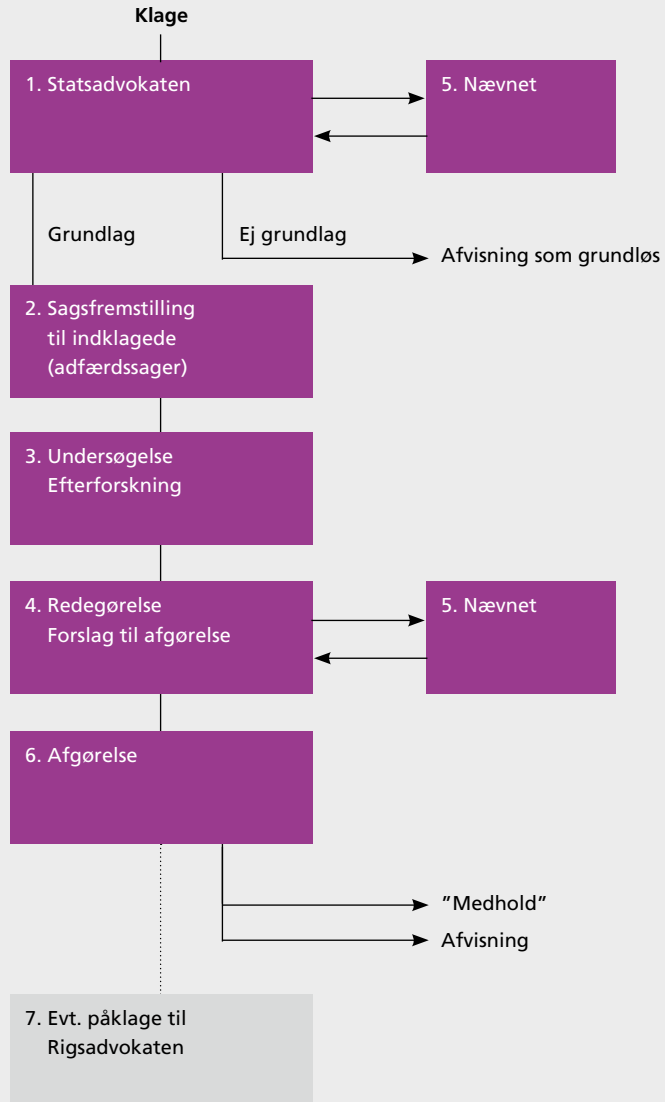 Klage
1. Statsadvokaten
5. Nævnet
Grundlag
Ej grundlag
Afvisning som grundløs
2. Sagsfremstilling
til indklagede
(adfærdssager)
3. Undersøgelse
Efterforskning
4. Redegørelse
Forslag til afgørelse
5. Nævnet
6. Afgørelse
”Medhold”
Afvisning
7. Evt. påklage til
Rigsadvokaten